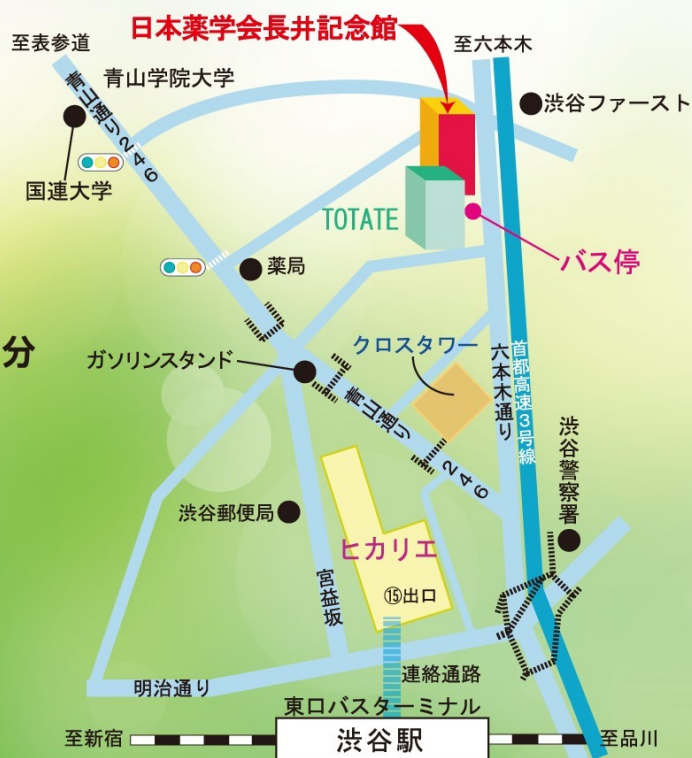 日本薬学会長井記念館
至表参道
至六本木
青山学院大学
青山通り246
渋谷ファースト
国連大学
TOTATE
バス停
薬局
分
ガソリンスタンド
クロスタワー
青山通り
246
六本木通り
首都高速3号線
渋谷警察署
渋谷郵便局
ヒカリエ
宮益坂
⑮出口
明治通り
連絡通路
東口バスターミナル
至新宿
渋谷駅
至品川